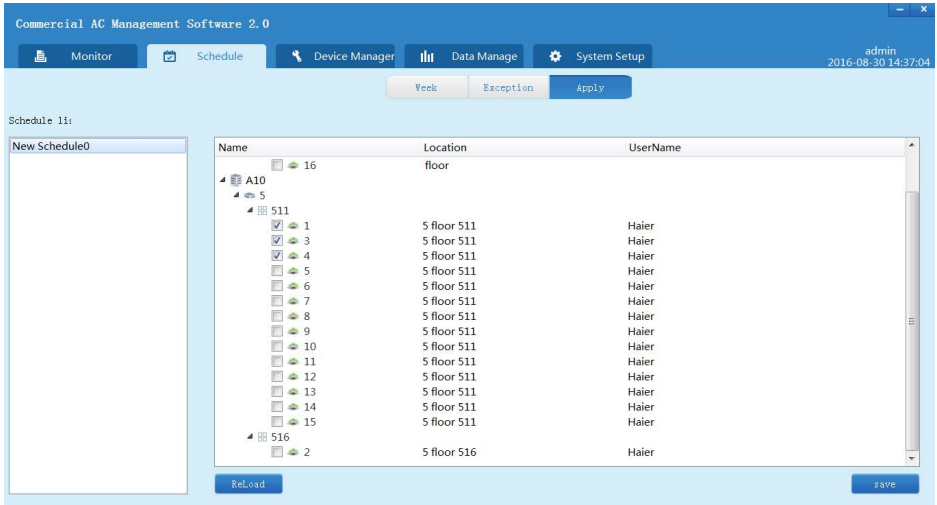 Commercial AC Management Software 2.0
Monitor Schedule Device Manager Data Manage System Setup
admin
2016-08-30 14:37:04
Week Exception Apply
Schedule li:
New Schedule0
Name Location UserName
16 floor
A10
5
511
1 5 floor 511 Haier
3 5 floor 511 Haier
4 5 floor 511 Haier
5 5 floor 511 Haier
6 5 floor 511 Haier
7 5 floor 511 Haier
8 5 floor 511 Haier
9 5 floor 511 Haier
10 5 floor 511 Haier
11 5 floor 511 Haier
12 5 floor 511 Haier
13 5 floor 511 Haier
14 5 floor 511 Haier
15 5 floor 511 Haier
516
2 5 floor 516 Haier
ReLoad save